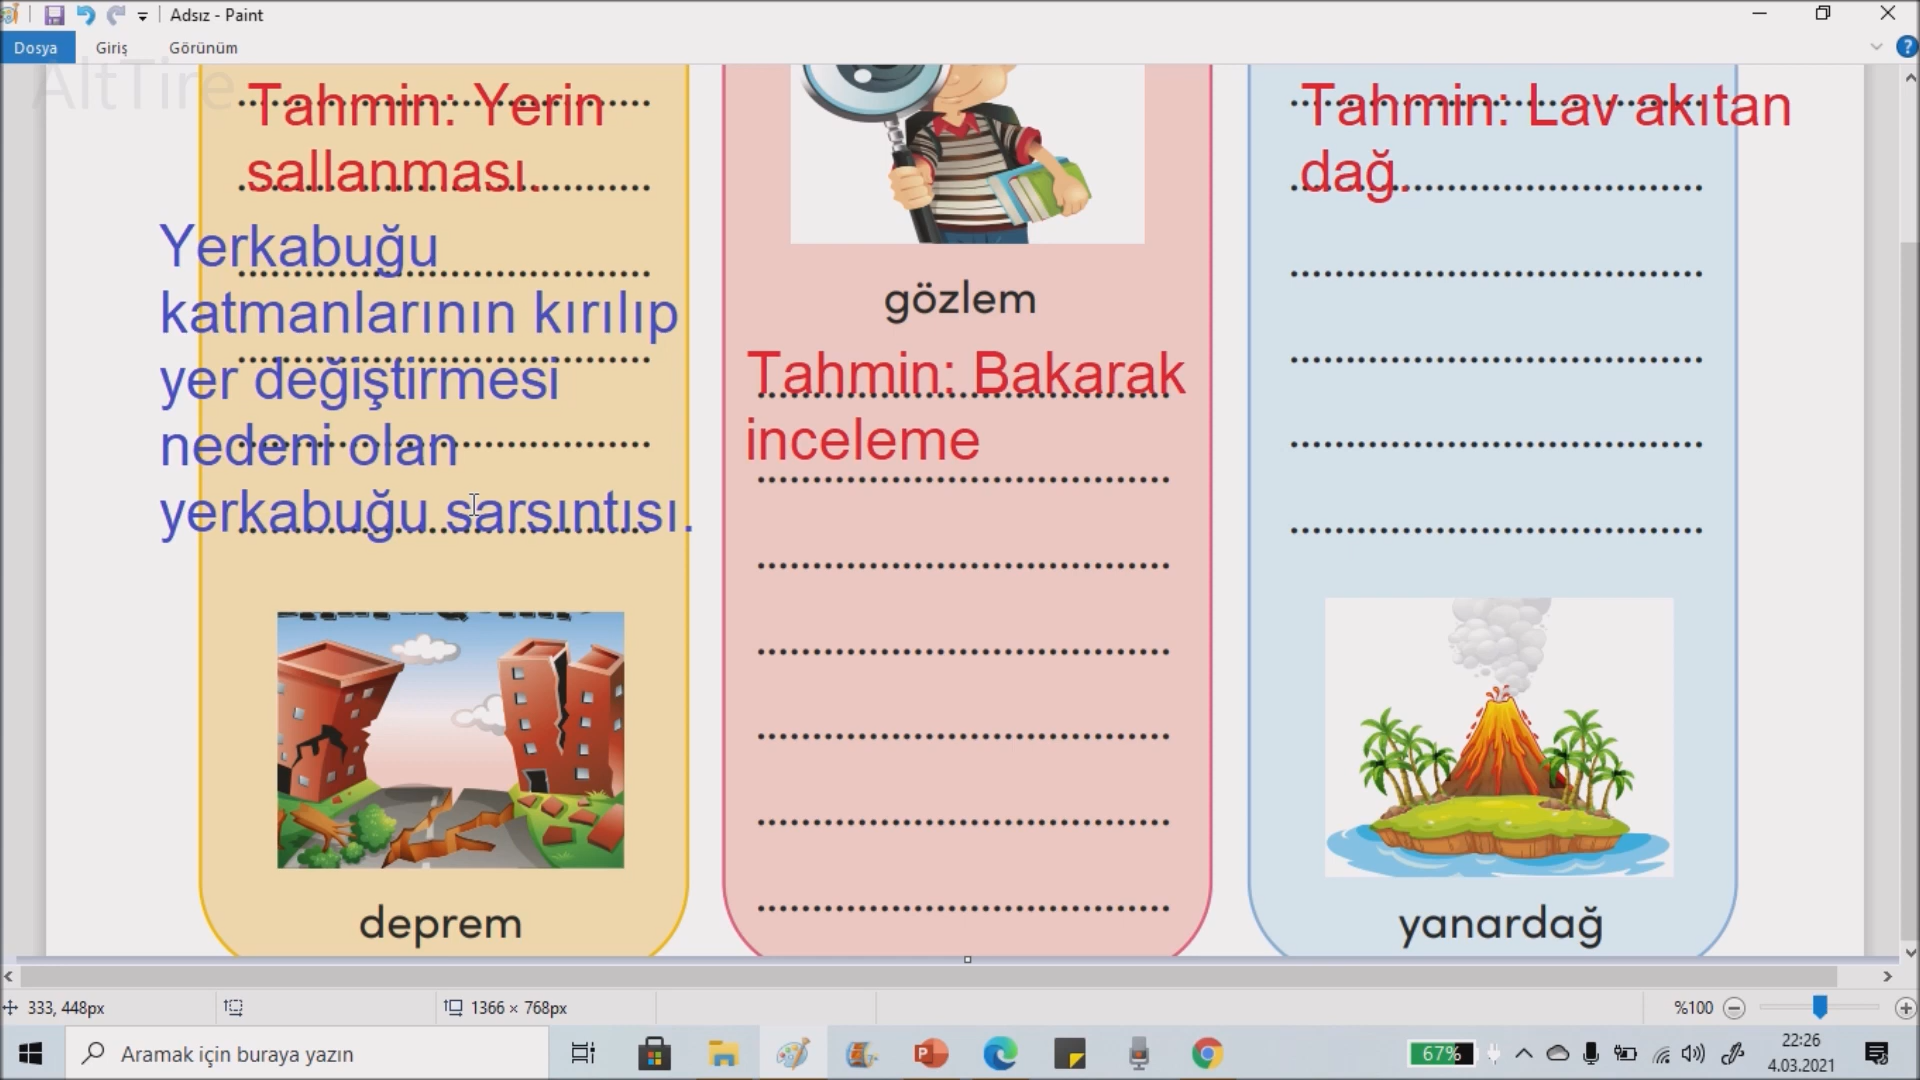 Adsız - Paint
Dosya Giriş Görünüm
AltTire
Tahmin: Yerin
sallanması.
Yerkabuğu
katmanlarının kırılıp
yer değiştirmesi
nedeni olan
yerkabuğu sarsıntısı.
deprem
gözlem
Tahmin: Bakarak
inceleme
Tahmin: Lav akıtan
dağ.
yanardağ
333, 448px
1366 × 768px
%100
Aramak için buraya yazın
67%
22:26
4.03.2021